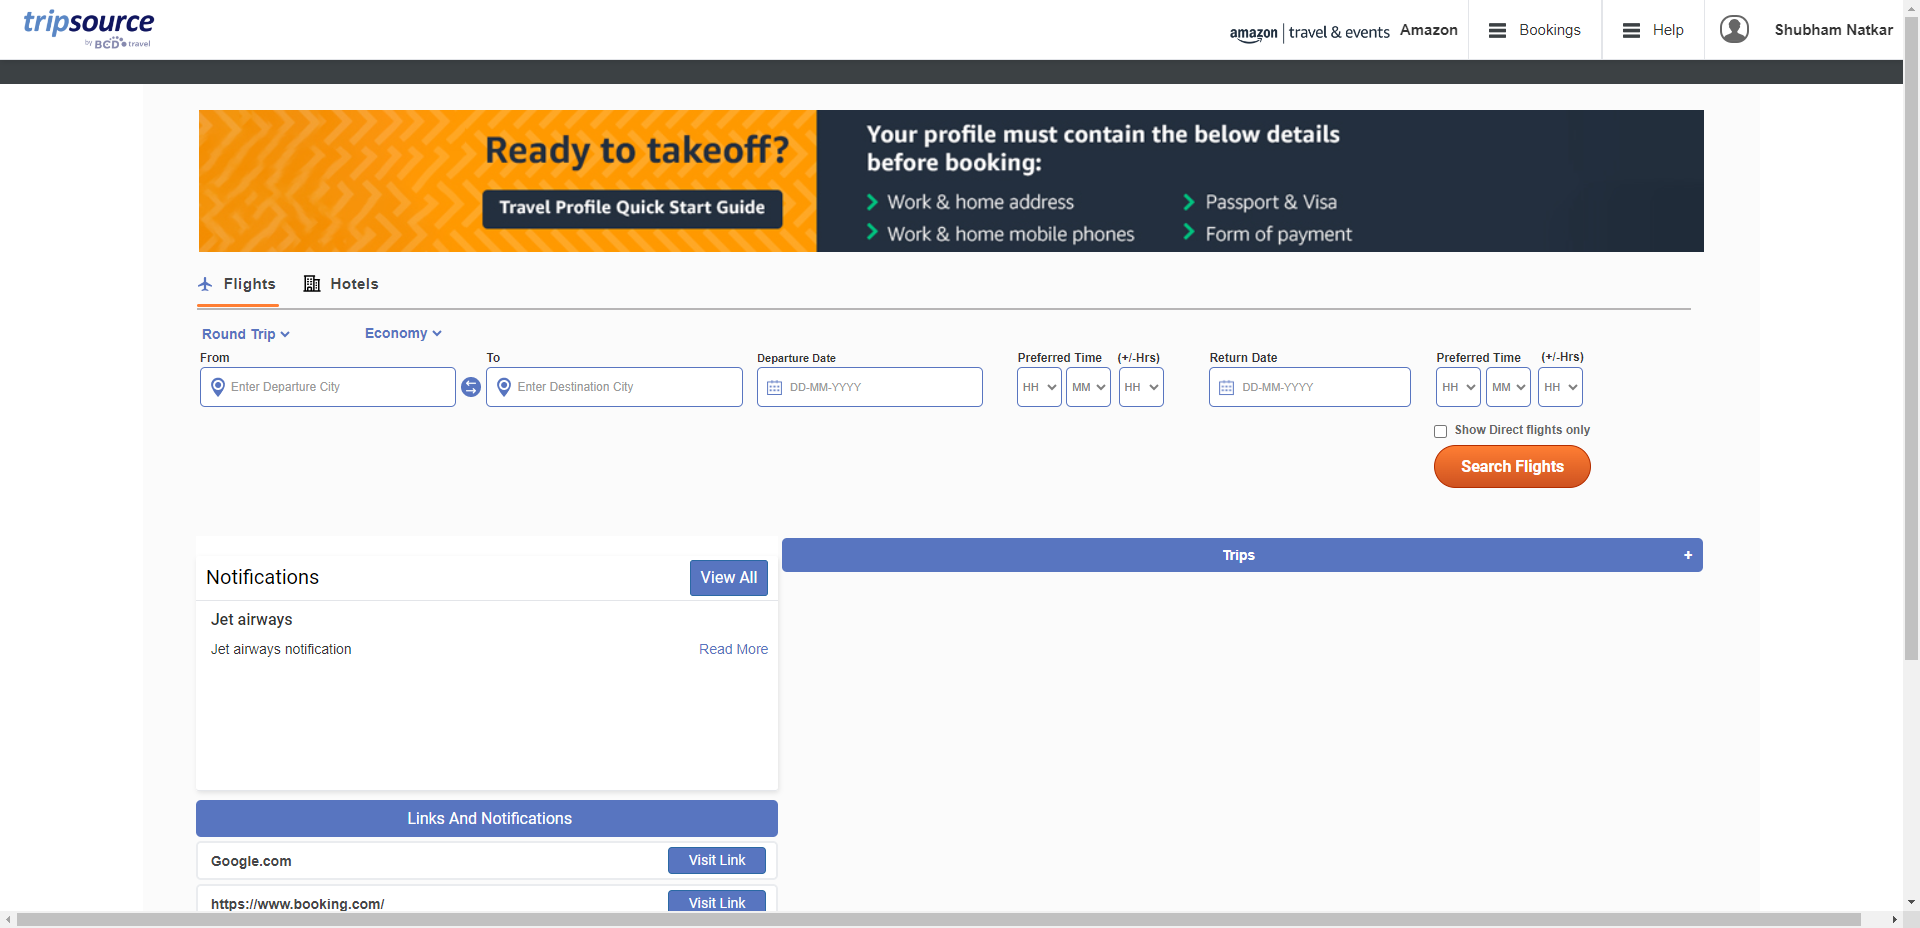 tripsource
by BCD travel
amazon | travel & events Amazon
Bookings
Help
Shubham Natkar
Ready to takeoff?
Travel Profile Quick Start Guide
Your profile must contain the below details
before booking:
Work & home address
Passport & Visa
Work & home mobile phones
Form of payment
Flights
Hotels
Round Trip
Economy
From
To
Departure Date
Preferred Time (+/-Hrs)
Return Date
Preferred Time (+/-Hrs)
Enter Departure City
Enter Destination City
DD-MM-YYYY
HH MM HH
DD-MM-YYYY
HH MM HH
Show Direct flights only
Search Flights
Trips +
Notifications
View All
Jet airways
Jet airways notification
Read More
Links And Notifications
Google.com
Visit Link
https://www.booking.com/
Visit Link